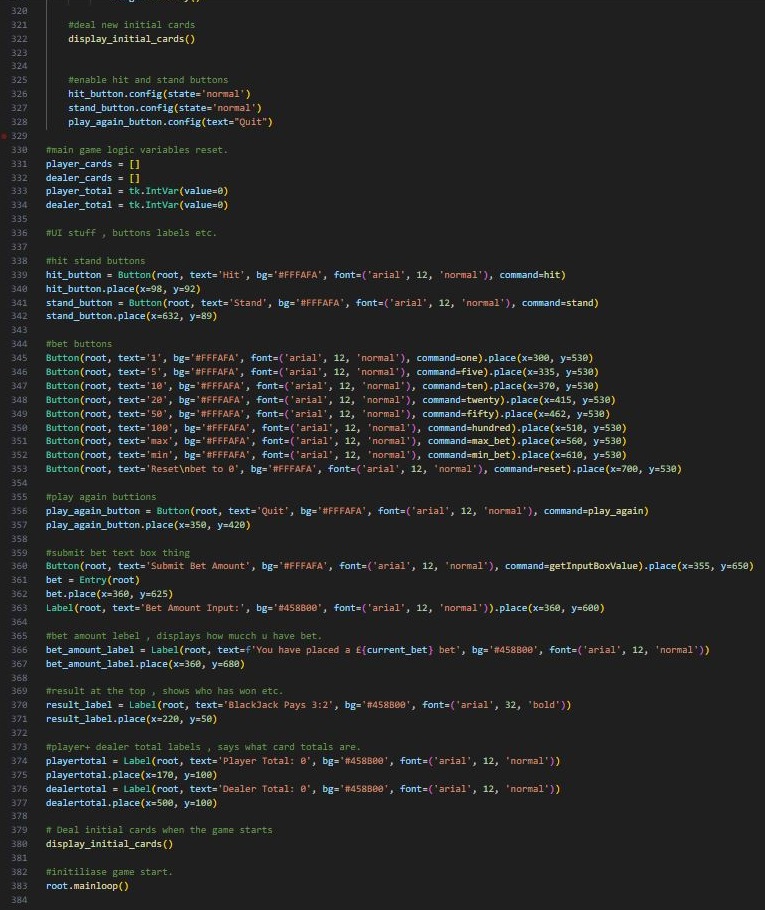 320
321 #deal new initial cards
322 display_initial_cards()
323
324
325 #enable hit and stand buttons
326 hit_button.config(state='normal')
327 stand_button.config(state='normal')
328 play_again_button.config(text="Quit")
329
330 #main game logic variables reset.
331 player_cards = []
332 dealer_cards = []
333 player_total = tk.IntVar(value=0)
334 dealer_total = tk.IntVar(value=0)
335
336 #UI stuff , buttons labels etc.
337
338 #hit stand buttons
339 hit_button = Button(root, text='Hit', bg='#FFFAFA', font=('arial', 12, 'normal'), command=hit)
340 hit_button.place(x=98, y=92)
341 stand_button = Button(root, text='Stand', bg='#FFFAFA', font=('arial', 12, 'normal'), command=stand)
342 stand_button.place(x=632, y=89)
343
344 #bet buttons
345 Button(root, text='1', bg='#FFFAFA', font=('arial', 12, 'normal'), command=one).place(x=300, y=530)
346 Button(root, text='5', bg='#FFFAFA', font=('arial', 12, 'normal'), command=five).place(x=335, y=530)
347 Button(root, text='10', bg='#FFFAFA', font=('arial', 12, 'normal'), command=ten).place(x=370, y=530)
348 Button(root, text='20', bg='#FFFAFA', font=('arial', 12, 'normal'), command=twenty).place(x=415, y=530)
349 Button(root, text='50', bg='#FFFAFA', font=('arial', 12, 'normal'), command=fifty).place(x=462, y=530)
350 Button(root, text='100', bg='#FFFAFA', font=('arial', 12, 'normal'), command=hundred).place(x=510, y=530)
351 Button(root, text='max', bg='#FFFAFA', font=('arial', 12, 'normal'), command=max_bet).place(x=560, y=530)
352 Button(root, text='min', bg='#FFFAFA', font=('arial', 12, 'normal'), command=min_bet).place(x=610, y=530)
353 Button(root, text='Reset\nbet to 0', bg='#FFFAFA', font=('arial', 12, 'normal'), command=reset).place(x=700, y=530)
354
355 #play again buttions
356 play_again_button = Button(root, text='Quit', bg='#FFFAFA', font=('arial', 12, 'normal'), command=play_again)
357 play_again_button.place(x=350, y=420)
358
359 #submit bet text box thing
360 Button(root, text='Submit Bet Amount', bg='#FFFAFA', font=('arial', 12, 'normal'), command=getInputBoxValue).place(x=355, y=650)
361 bet = Entry(root)
362 bet.place(x=360, y=625)
363 Label(root, text='Bet Amount Input:', bg='#458B00', font=('arial', 12, 'normal')).place(x=360, y=600)
364
365 #bet amount lebel , displays how mucch u have bet.
366 bet_amount_label = Label(root, text=f'You have placed a £{current_bet} bet', bg='#458B00', font=('arial', 12, 'normal'))
367 bet_amount_label.place(x=360, y=680)
368
369 #result at the top , shows who has won etc.
370 result_label = Label(root, text='BlackJack Pays 3:2', bg='#458B00', font=('arial', 32, 'bold'))
371 result_label.place(x=220, y=50)
372
373 #player+ dealer total labels , says what card totals are.
374 playertotal = Label(root, text='Player Total: 0', bg='#458B00', font=('arial', 12, 'normal'))
375 playertotal.place(x=170, y=100)
376 dealertotal = Label(root, text='Dealer Total: 0', bg='#458B00', font=('arial', 12, 'normal'))
377 dealertotal.place(x=500, y=100)
378
379 # Deal initial cards when the game starts
380 display_initial_cards()
381
382 #initiliase game start.
383 root.mainloop()
384